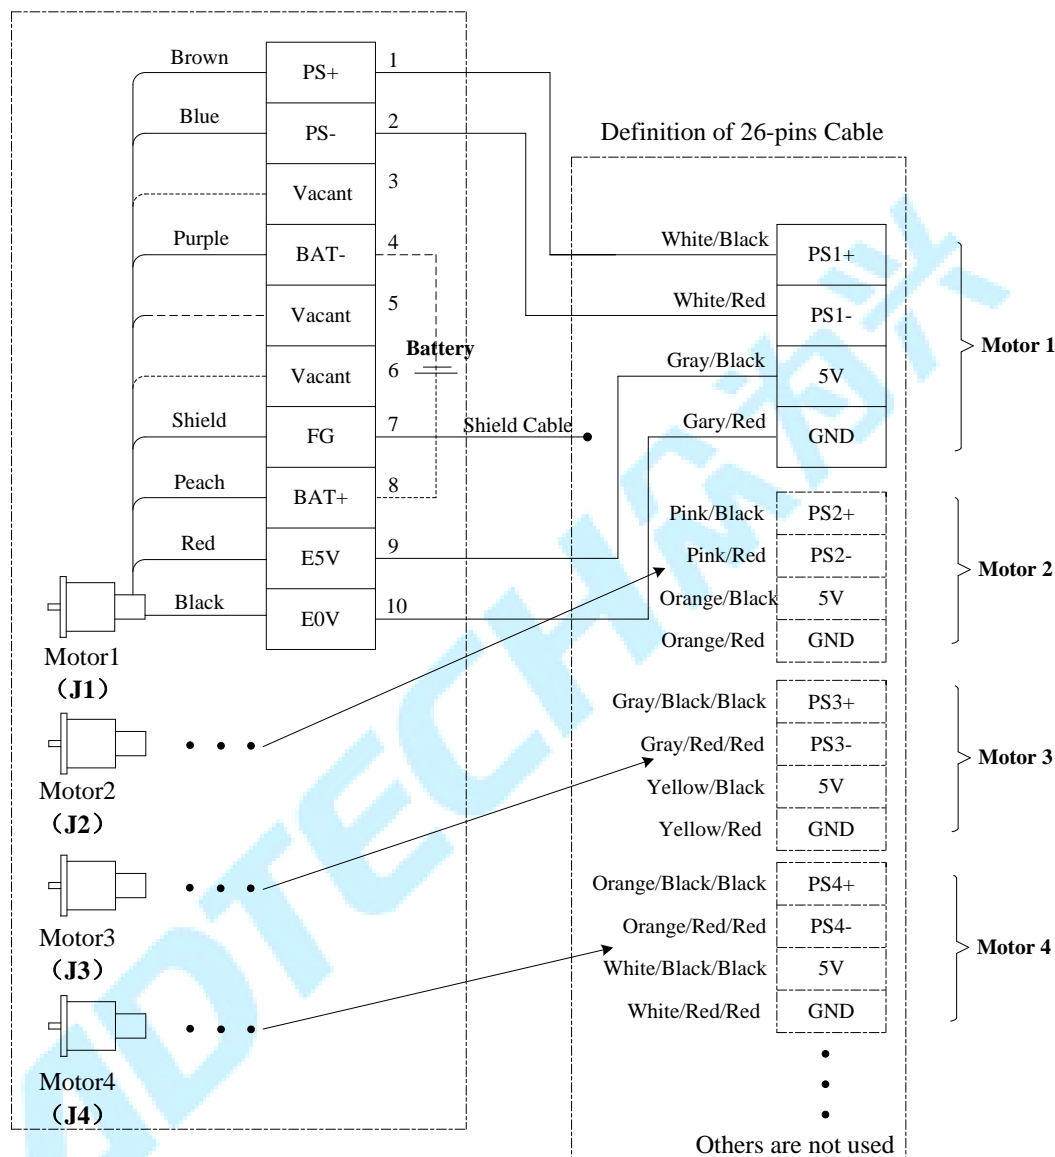 Brown PS+ 1
Blue PS- 2
Vacant 3
Purple BAT- 4
Vacant 5
Battery
Vacant 6
Shield FG 7 Shield Cable
Peach BAT+ 8
Red E5V 9
Black E0V 10
Motor1
（J1）
Motor2
（J2）
Motor3
（J3）
Motor4
（J4）
Definition of 26-pins Cable
White/Black PS1+
White/Red PS1-
Gray/Black 5V
Gary/Red GND
Motor 1
Pink/Black PS2+
Pink/Red PS2-
Orange/Black 5V
Orange/Red GND
Motor 2
Gray/Black/Black PS3+
Gray/Red/Red PS3-
Yellow/Black 5V
Yellow/Red GND
Motor 3
Orange/Black/Black PS4+
Orange/Red/Red PS4-
White/Black/Black 5V
White/Red/Red GND
Motor 4
Others are not used
ADTECH 为兴